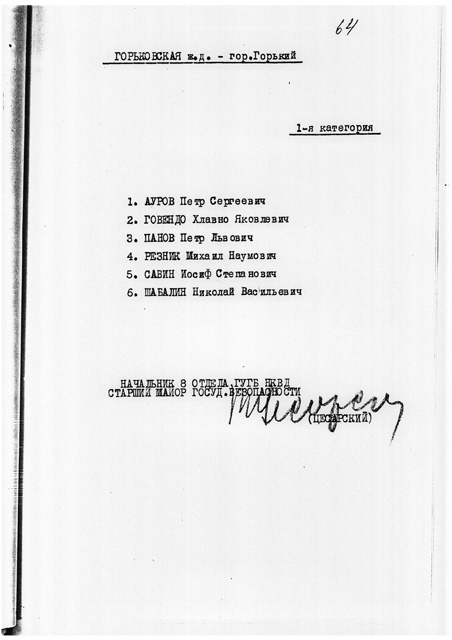 64
ГОРЬКОВСКАЯ ж.д. - гор.Горький
1-я категория
1. АУРОВ Петр Сергеевич
2. ГОВЕНДО Хлавно Яковлевич
3. ПАНОВ Петр Львович
4. РЕЗНИК Михаил Наумович
5. САВИН Иосиф Степанович
6. ШАБАЛИН Николай Васильевич
НАЧАЛЬНИК 8 ОТДЕЛА ГУГБ НКВД
СТАРШИЙ МАЙОР ГОСУД.БЕЗОПАСНОСТИ
(ЦЕСАРСКИЙ)